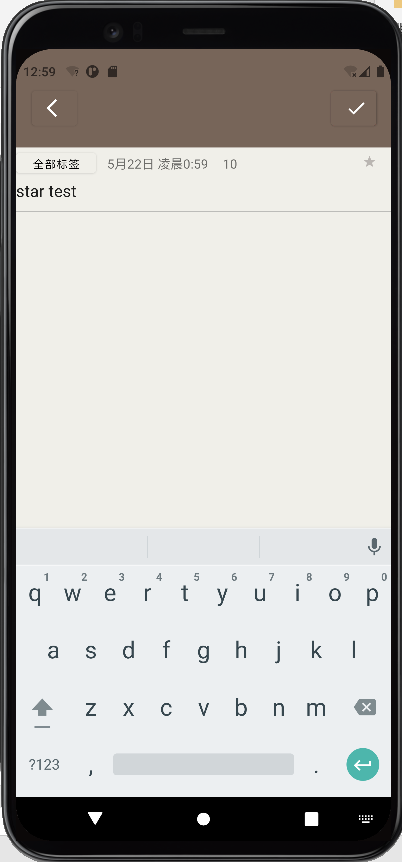 12:59
全部标签 5月22日 凌晨0:59 10
star test
1 2 3 4 5 6 7 8 9 0
q w e r t y u i o p
a s d f g h j k l
z x c v b n m
?123 , .